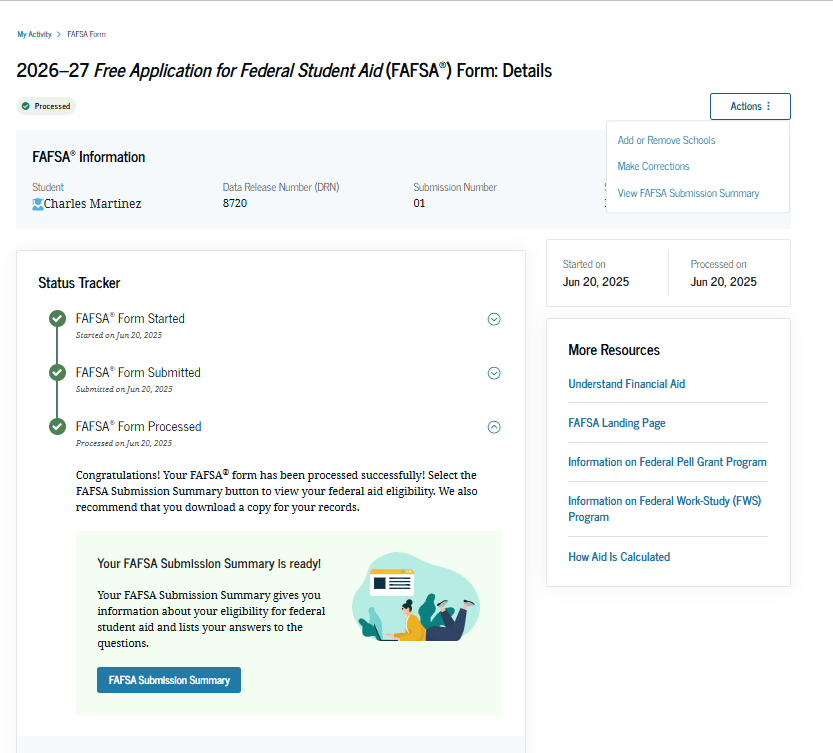 My Activity > FAFSA Form
2026–27 Free Application for Federal Student Aid (FAFSA®) Form: Details
Processed
Actions
Add or Remove Schools
Make Corrections
View FAFSA Submission Summary
FAFSA® Information
Student
Data Release Number (DRN)
Submission Number
Charles Martinez
8720
01
Status Tracker
FAFSA® Form Started
Started on Jun 20, 2025
FAFSA® Form Submitted
Submitted on Jun 20, 2025
FAFSA® Form Processed
Processed on Jun 20, 2025
Congratulations! Your FAFSA® form has been processed successfully! Select the
FAFSA Submission Summary button to view your federal aid eligibility. We also
recommend that you download a copy for your records.
Your FAFSA Submission Summary is ready!
Your FAFSA Submission Summary gives you
information about your eligibility for federal
student aid and lists your answers to the
questions.
FAFSA Submission Summary
Started on
Jun 20, 2025
Processed on
Jun 20, 2025
More Resources
Understand Financial Aid
FAFSA Landing Page
Information on Federal Pell Grant Program
Information on Federal Work-Study (FWS)
Program
How Aid Is Calculated